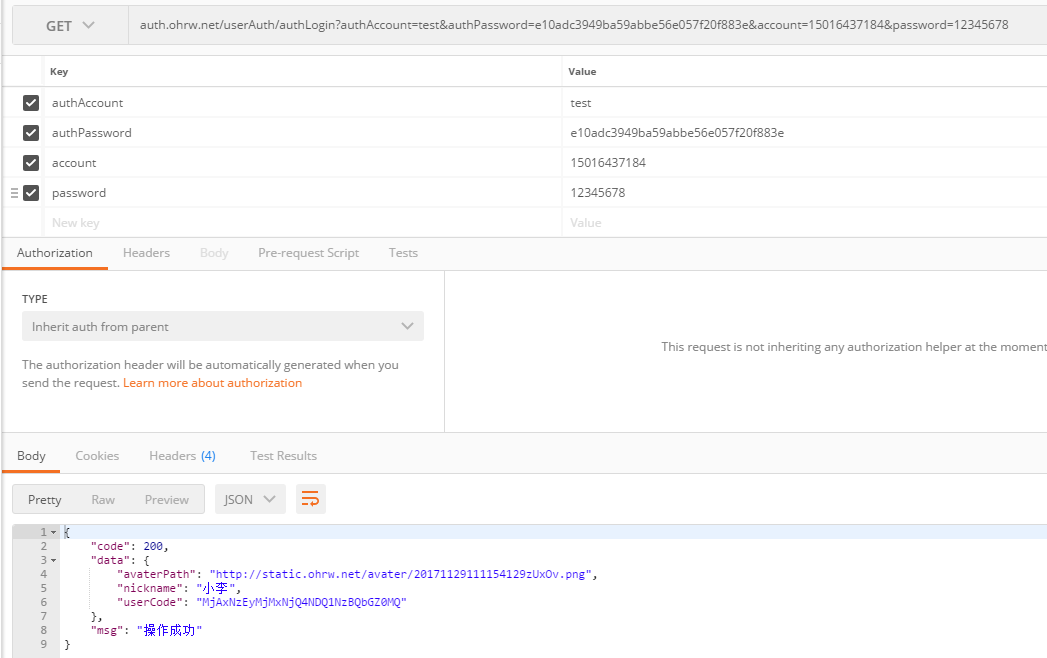 GET auth.ohrw.net/userAuth/authLogin?authAccount=test&authPassword=e10adc3949ba59abbe56e057f20f883e&account=15016437184&password=12345678
Key Value
authAccount test
authPassword e10adc3949ba59abbe56e057f20f883e
account 15016437184
password 12345678
New key Value
Authorization Headers Body Pre-request Script Tests
TYPE
Inherit auth from parent
The authorization header will be automatically generated when you
send the request. Learn more about authorization
This request is not inheriting any authorization helper at the moment
Body Cookies Headers (4) Test Results
Pretty Raw Preview JSON
1 {
2 "code": 200,
3 "data": {
4 "avaterPath": "http://static.ohrw.net/avater/20171129111154129zUxOv.png",
5 "nickname": "小李",
6 "userCode": "MjAxNzEyMjMxNjQ4NDQ1NzBQbGZ0MQ"
7 },
8 "msg": "操作成功"
9 }